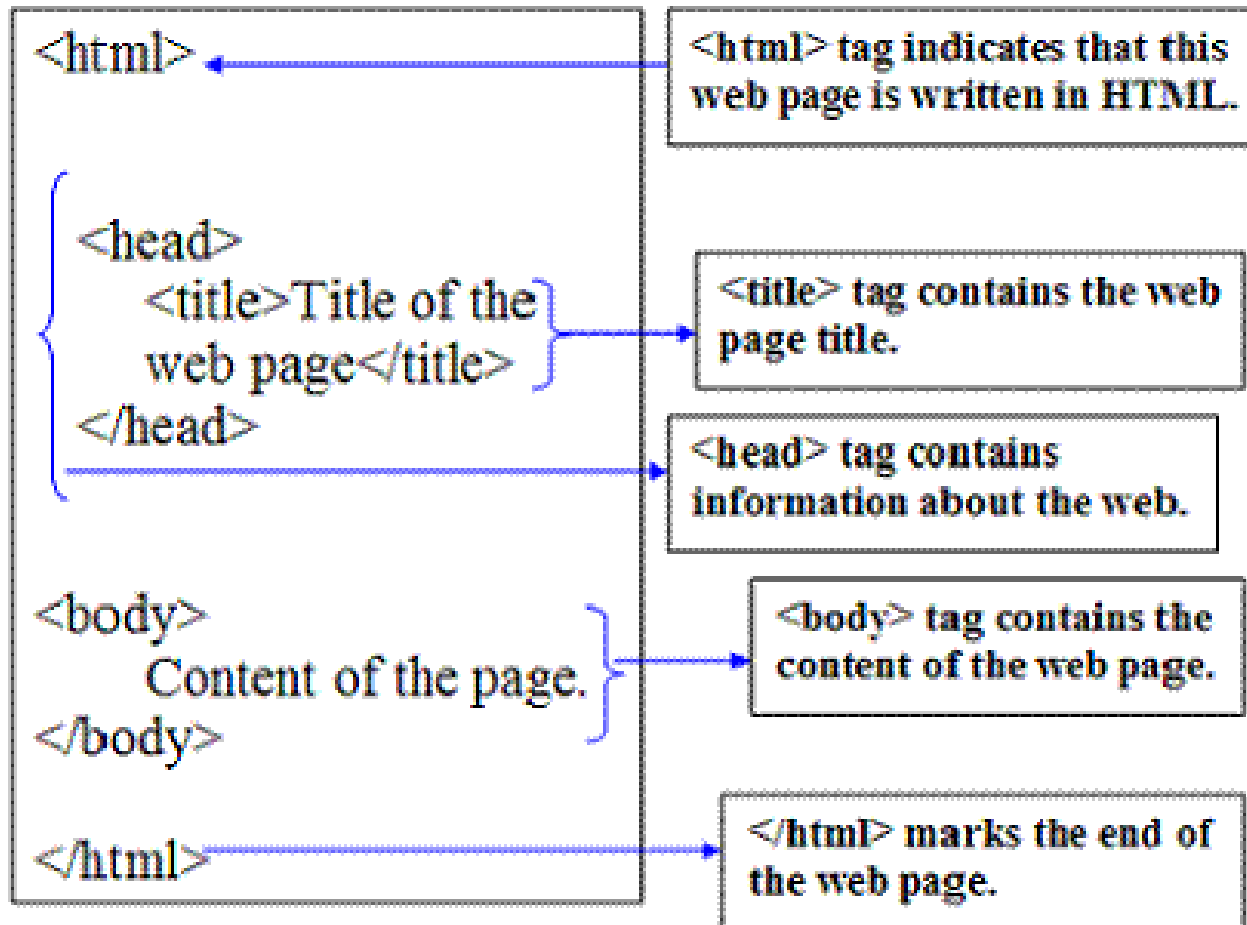 <html>
<html> tag indicates that this
web page is written in HTML.
<head>
<title>Title of the
web page</title>
</head>
<title> tag contains the web
page title.
<head> tag contains
information about the web.
<body>
Content of the page.
</body>
<body> tag contains the
content of the web page.
</html>
</html> marks the end of
the web page.